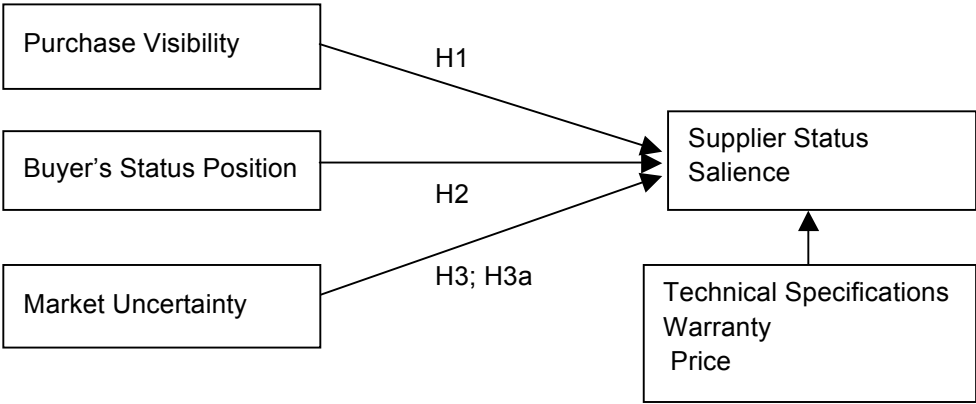 Purchase Visibility
H1
Buyer’s Status Position
H2
Supplier Status
Salience
Market Uncertainty
H3; H3a
Technical Specifications
Warranty
Price